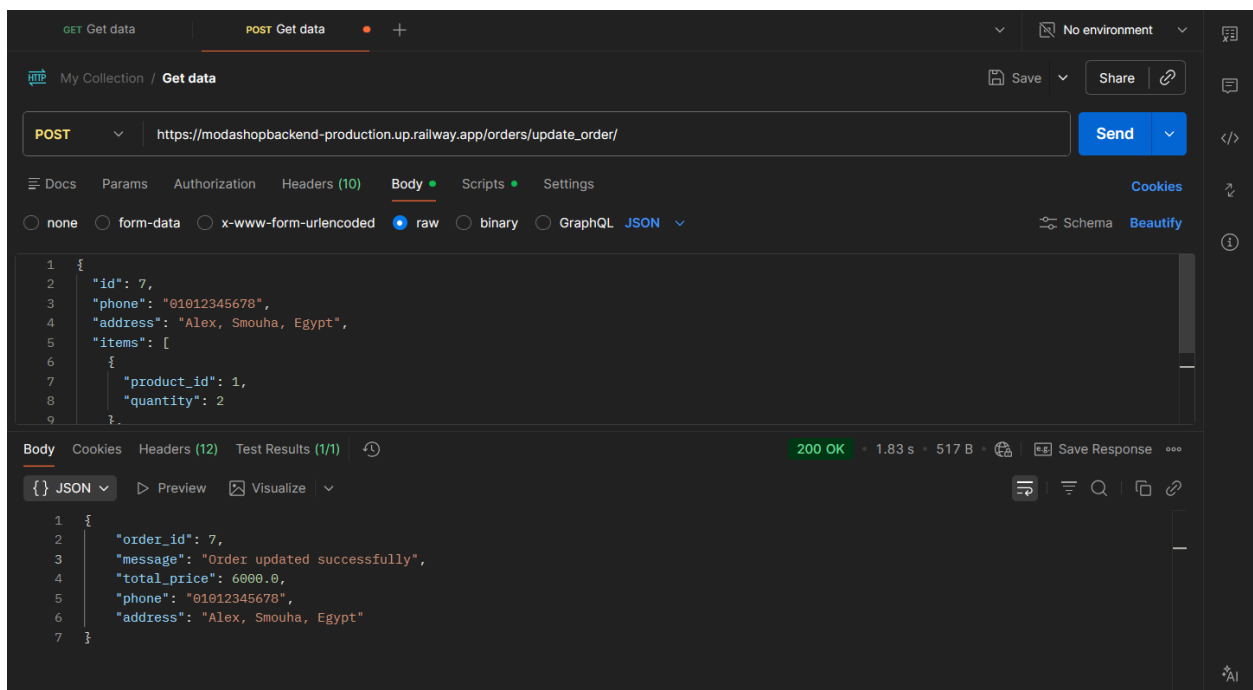 GET Get data POST Get data No environment
HTTP My Collection / Get data Save Share
POST https://modashopbackend-production.up.railway.app/orders/update_order/ Send
Docs Params Authorization Headers (10) Body Scripts Settings Cookies
none form-data x-www-form-urlencoded raw binary GraphQL JSON Schema Beautify
1 {
2 "id": 7,
3 "phone": "01012345678",
4 "address": "Alex, Smouha, Egypt",
5 "items": [
6 {
7 "product_id": 1,
8 "quantity": 2
9 },
Body Cookies Headers (12) Test Results (1/1) 200 OK • 1.83 s • 517 B e.g. Save Response
{} JSON Preview Visualize
1 {
2 "order_id": 7,
3 "message": "Order updated successfully",
4 "total_price": 6000.0,
5 "phone": "01012345678",
6 "address": "Alex, Smouha, Egypt"
7 }
AI